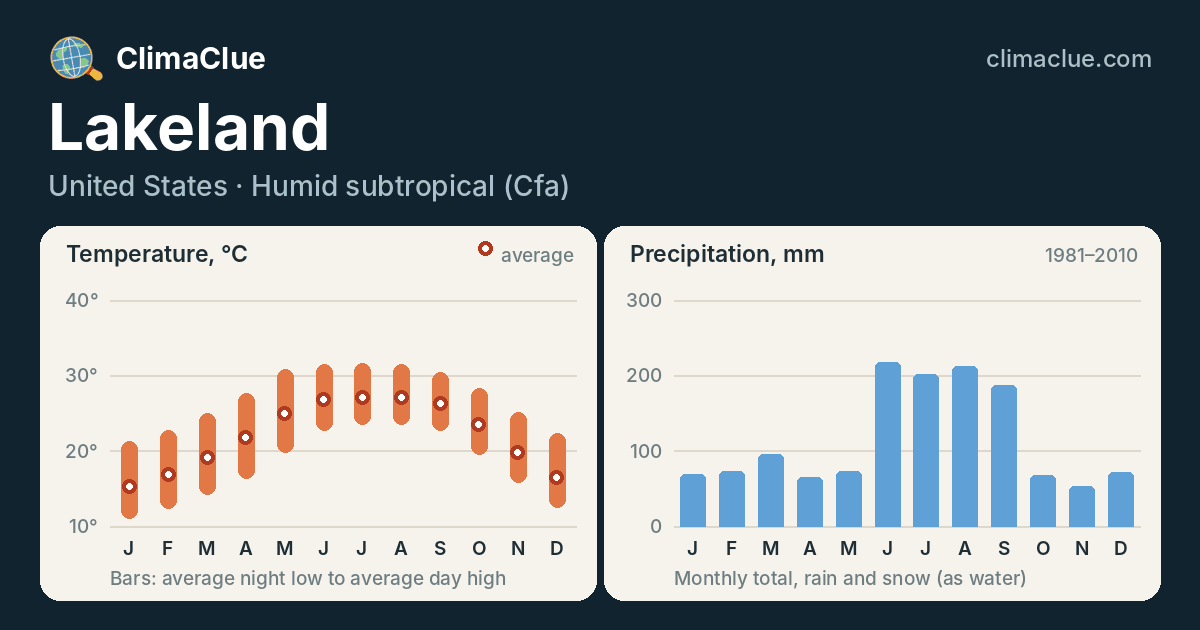 ClimaClue
climaclue.com
Lakeland
United States · Humid subtropical (Cfa)
Temperature, °C
average
40°
30°
20°
10°
J F M A M J J A S O N D
Bars: average night low to average day high
Precipitation, mm
1981–2010
300
200
100
0
J F M A M J J A S O N D
Monthly total, rain and snow (as water)